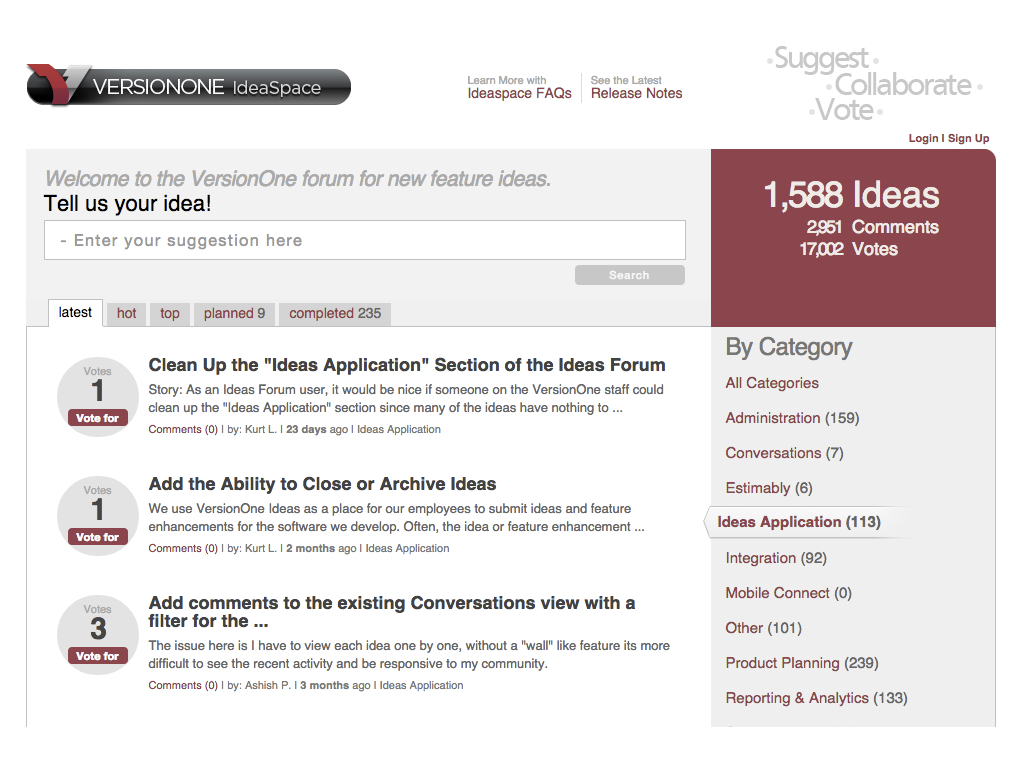 VERSIONONE IdeaSpace
Learn More with
Ideaspace FAQs
See the Latest
Release Notes
Suggest
Collaborate
Vote
Login | Sign Up
Welcome to the VersionOne forum for new feature ideas.
Tell us your idea!
- Enter your suggestion here
Search
1,588 Ideas
2,951 Comments
17,002 Votes
latest hot top planned 9 completed 235
Votes
1
Vote for
Clean Up the "Ideas Application" Section of the Ideas Forum
Story: As an Ideas Forum user, it would be nice if someone on the VersionOne staff could
clean up the "Ideas Application" section since many of the ideas have nothing to ...
Comments (0) | by: Kurt L. | 23 days ago | Ideas Application
Votes
1
Vote for
Add the Ability to Close or Archive Ideas
We use VersionOne Ideas as a place for our employees to submit ideas and feature
enhancements for the software we develop. Often, the idea or feature enhancement ...
Comments (0) | by: Kurt L. | 2 months ago | Ideas Application
Votes
3
Vote for
Add comments to the existing Conversations view with a
filter for the ...
The issue here is I have to view each idea one by one, without a "wall" like feature its more
difficult to see the recent activity and be responsive to my community.
Comments (0) | by: Ashish P. | 3 months ago | Ideas Application
By Category
All Categories
Administration (159)
Conversations (7)
Estimably (6)
Ideas Application (113)
Integration (92)
Mobile Connect (0)
Other (101)
Product Planning (239)
Reporting & Analytics (133)